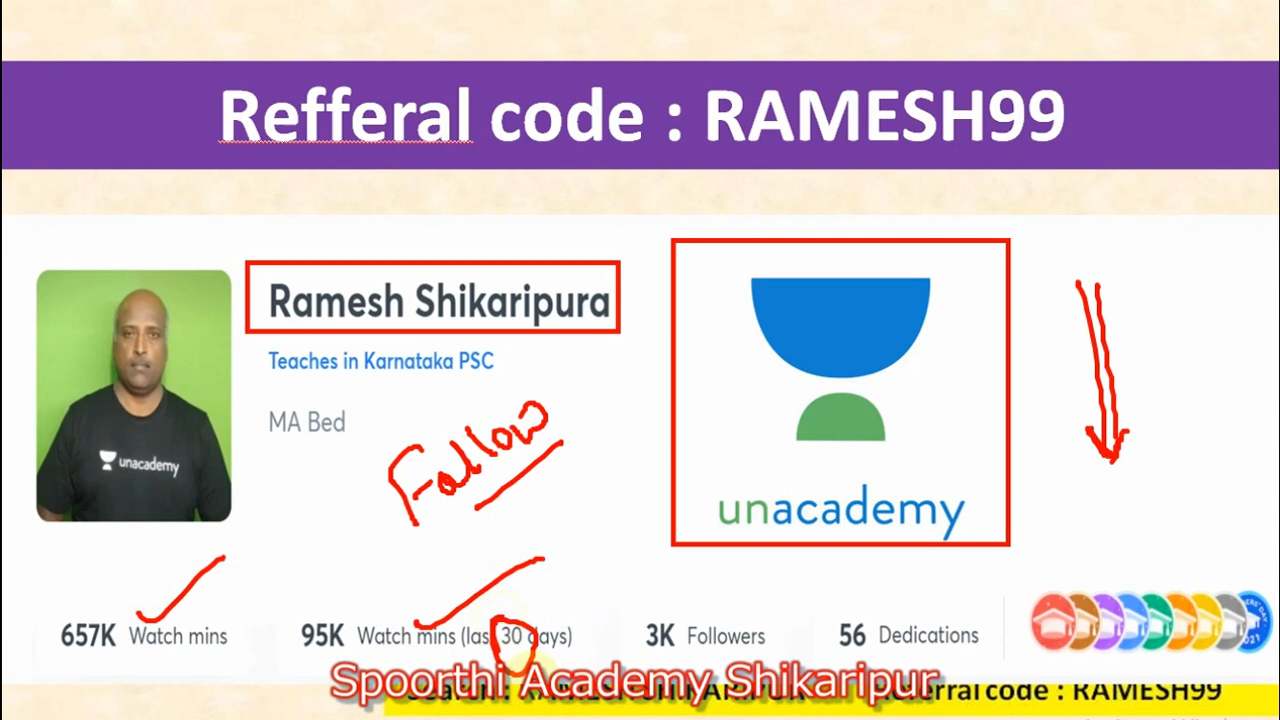 Refferal code : RAMESH99
Ramesh Shikaripura
Teaches in Karnataka PSC
MA Bed
Follow
unacademy
unacademy
657K Watch mins
95K Watch mins (last 30 days)
3K Followers
56 Dedications
Spoorthi Academy Shikaripur
Referral code : RAMESH99